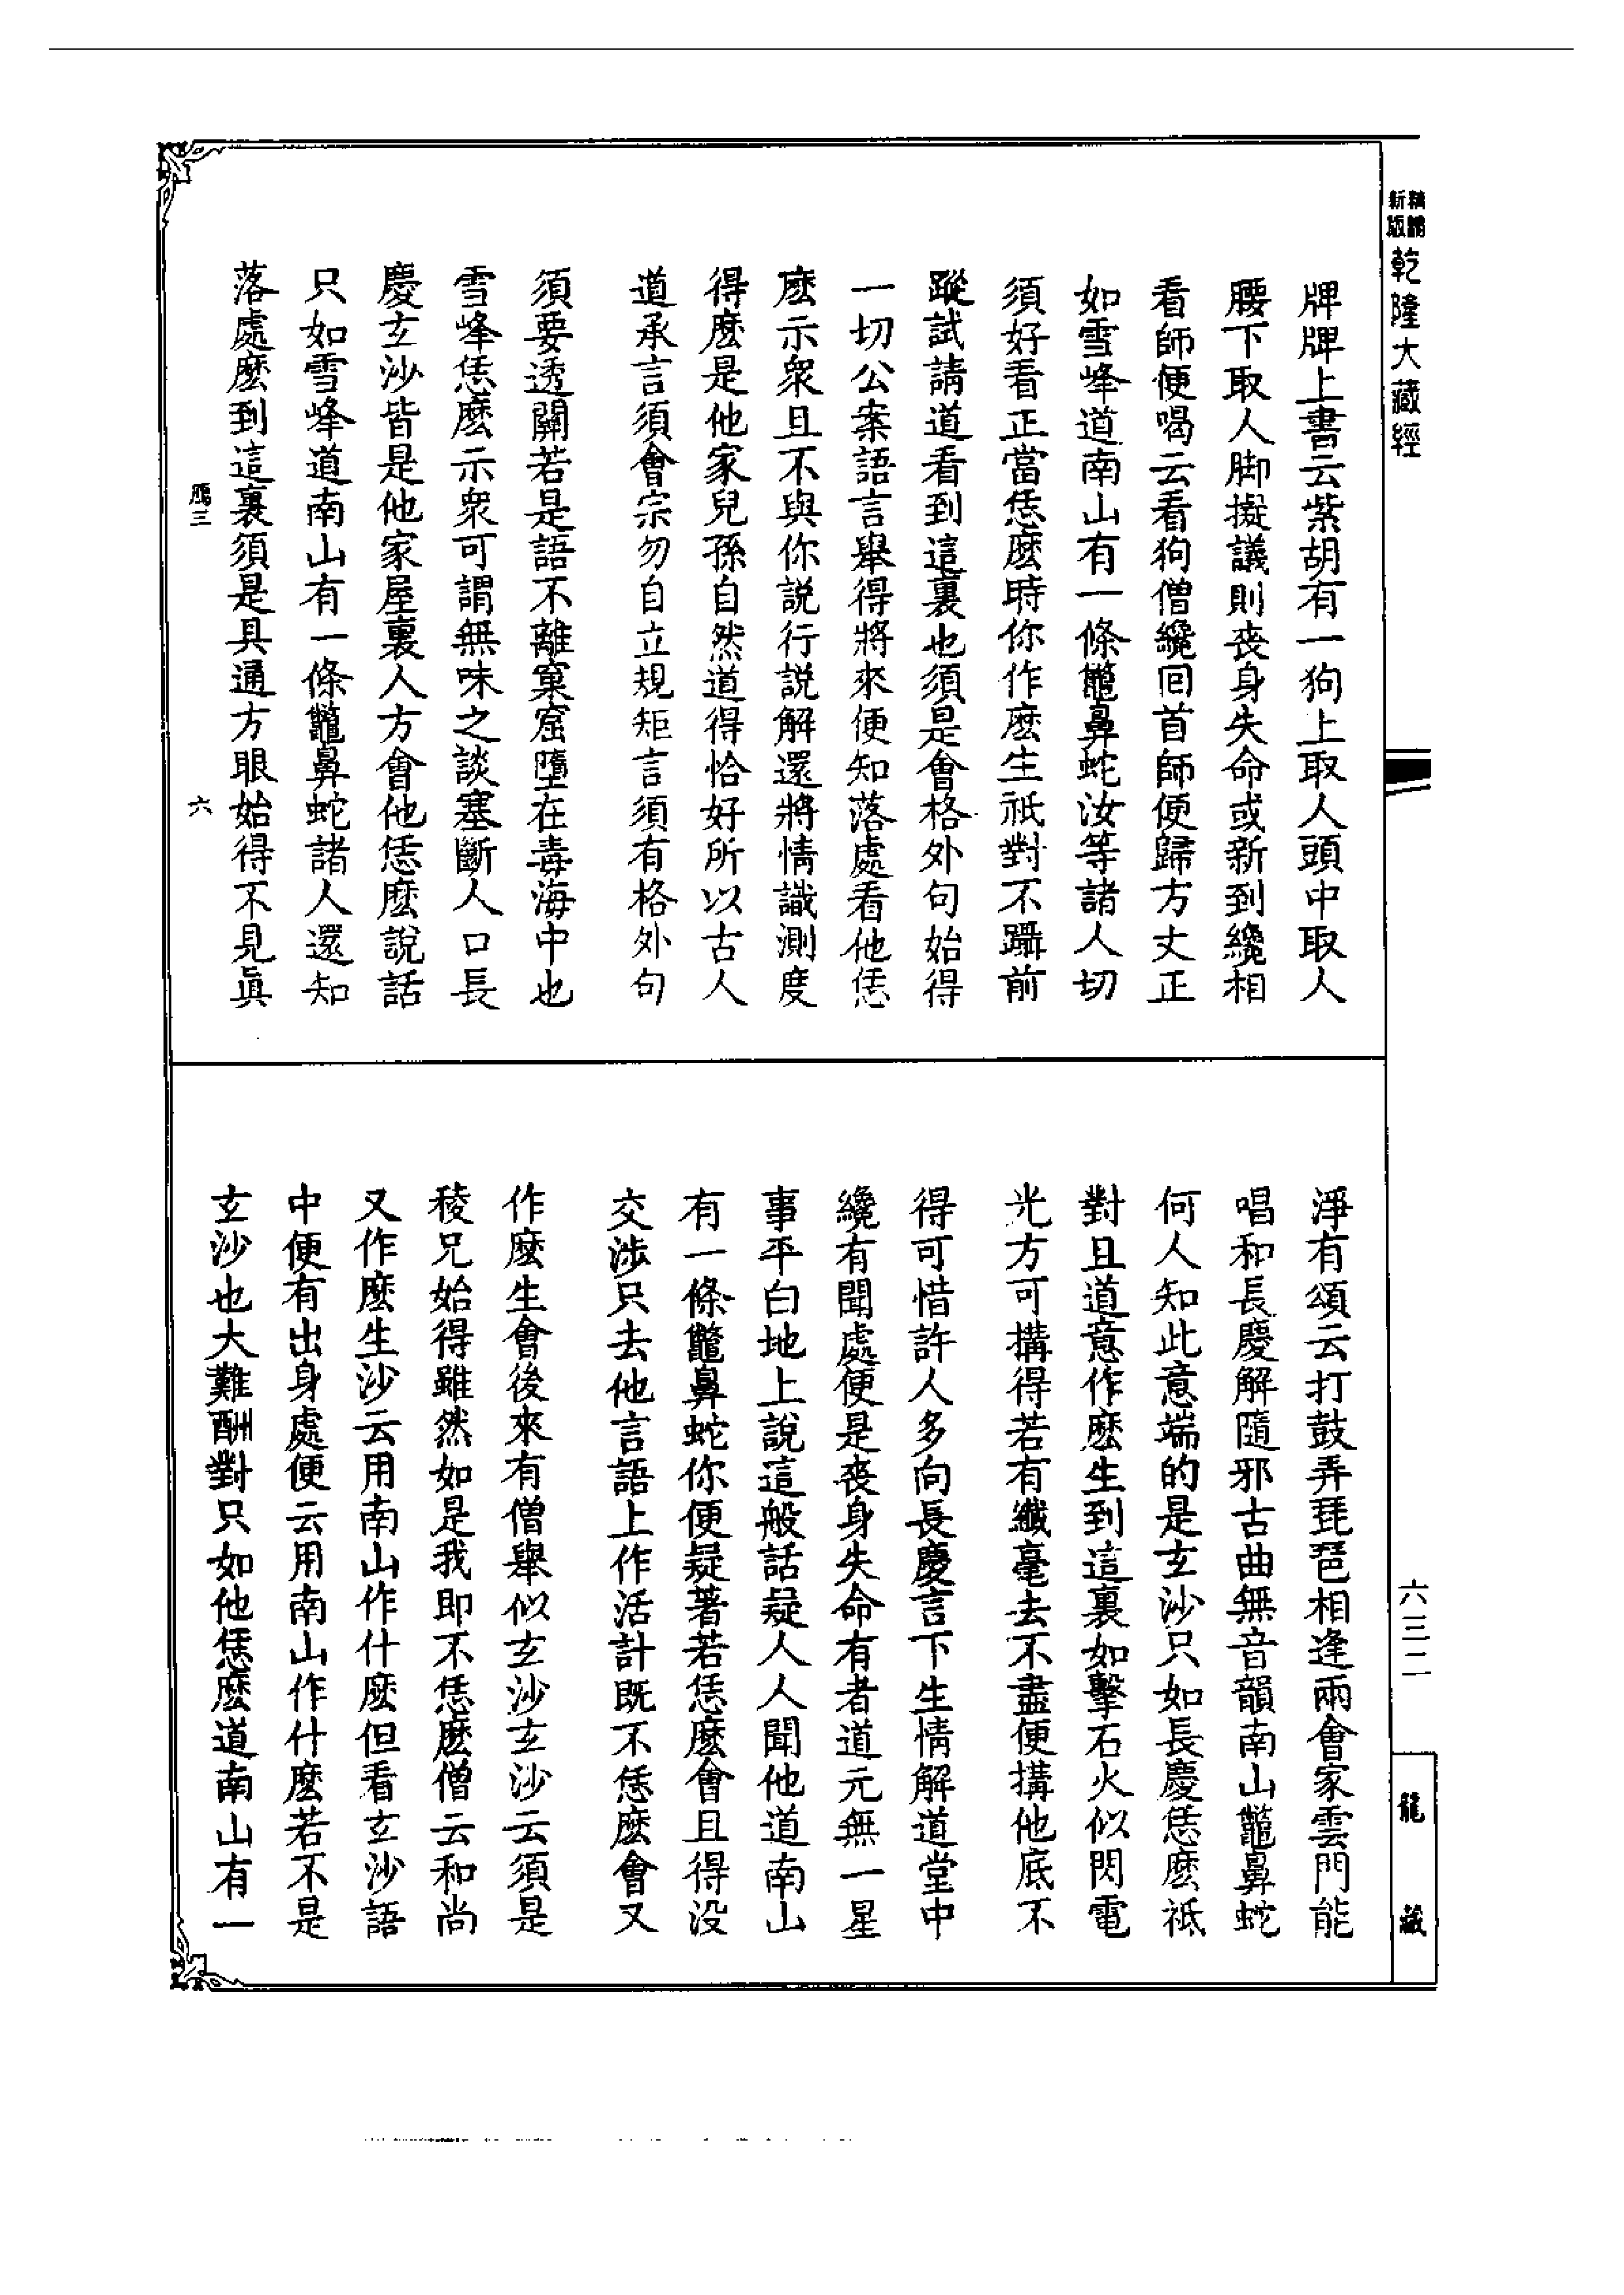 精鐫新版乾隆大藏經
牌牌上書云紫胡有一狗上取人頭中取人
腰下取人脚擬議則喪身失命或新到纔相
看師便喝云看狗僧纔回首師便歸方丈正
如雪峰道南山有一條鼈鼻蛇汝等諸人切
須好看正當恁麽時你作麽生祇對不躡前
蹤試請道看到這裏也須是會格外句始得
一切公案語言舉得將來便知落處看他恁
麽示衆且不與你說行說解還將情識測度
得麽是他家兒孫自然道得恰好所以古人
道承言須會宗勿自立規矩言須有格外句
須要透關若是語不離窠窟墮在毒海中也
雪峰恁麽示衆可謂無味之談塞斷人口長
慶玄沙皆是他家屋裏人方會他恁麽說話
只如雪峰道南山有一條鼈鼻蛇諸人還知
落處麽到這裏須是具通方眼始得不見眞
三
六
淨有頌云打鼓弄琵琶相逢兩會家雲門能
唱和長慶解隨邪古曲無音韻南山鼈鼻蛇
何人知此意端的是玄沙只如長慶恁麽祇
對且道意作麽生到這裏如擊石火似閃電
光方可搆得若有纖毫去不盡便搆他底不
得可惜許人多向長慶言下生情解道堂中
纔有聞處便是喪身失命有者道元無一星
事平白地上說這般話疑人人聞他道南山
有一條鼈鼻蛇你便疑著若恁麽會且得没
交涉只去他言語上作活計既不恁麽會又
作麽生會後來有僧舉似玄沙玄沙云須是
稜兄始得雖然如是我即不恁麽僧云和尚
又作麽生沙云用南山作什麽但看玄沙語
中便有出身處便云用南山作什麽若不是
玄沙也大難酬對只如他恁麽道南山有一
六三二
龍藏